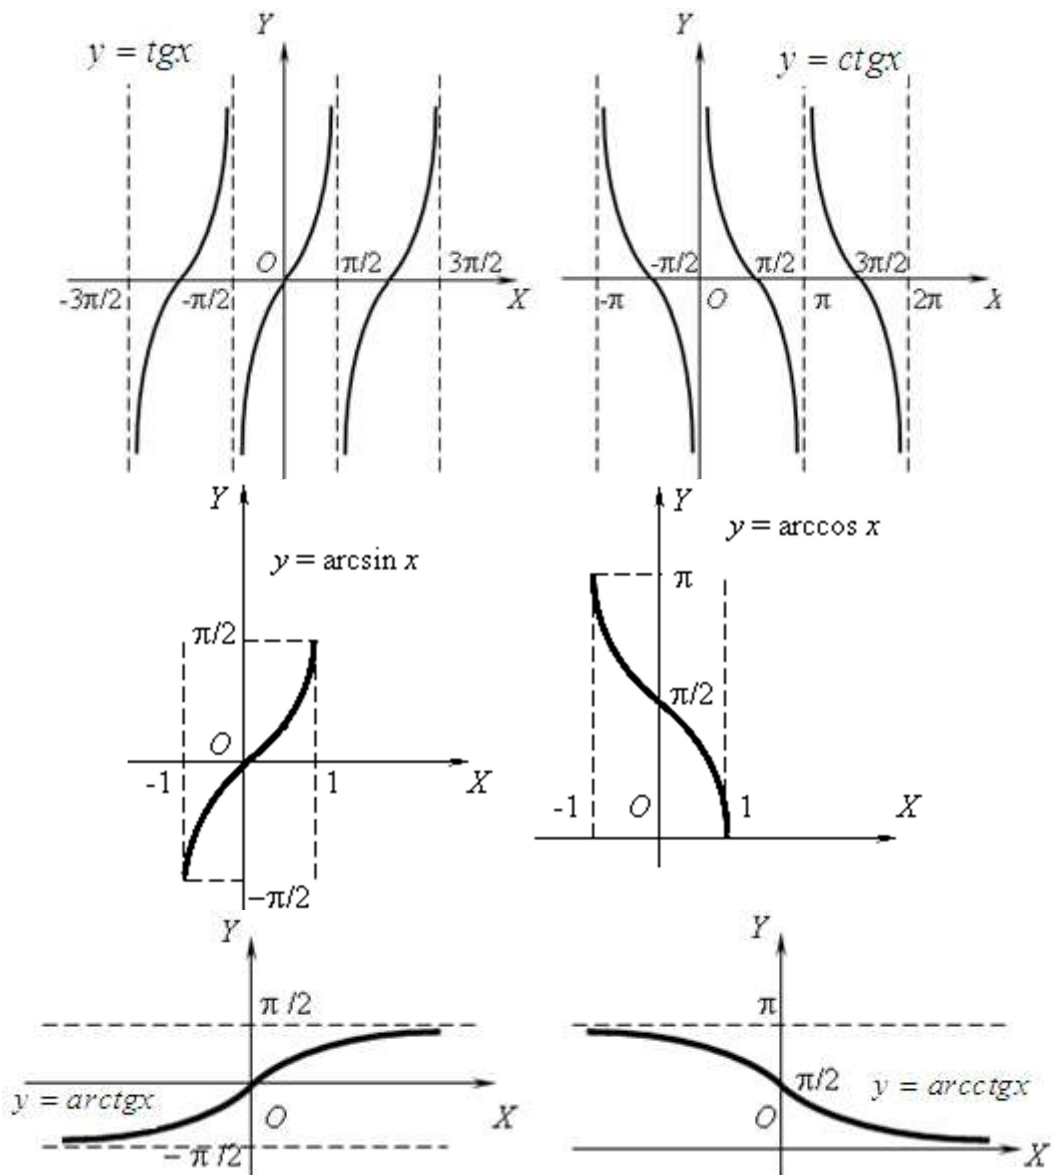 Y
y = tgx
O
π/2
3π/2
-3π/2
-π/2
X
Y
y = ctgx
-π/2
π/2
3π/2
-π
O
π
2π
X
Y
y = arcsin x
π/2
O
-1
1
X
−π/2
Y
y = arccos x
π
π/2
-1
O
1
X
Y
π /2
y = arctgx
O
X
− π /2
Y
π
π/2
y = arcctgx
O
X